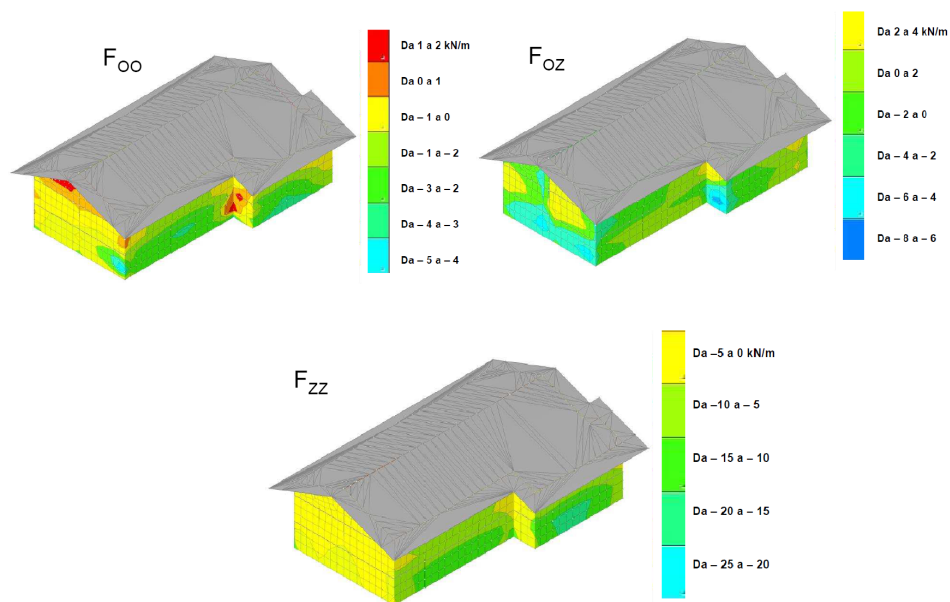 F_OO
Da 1 a 2 kN/m
Da 0 a 1
Da – 1 a 0
Da – 1 a – 2
Da – 3 a – 2
Da – 4 a – 3
Da – 5 a – 4
F_OZ
Da 2 a 4 kN/m
Da 0 a 2
Da – 2 a 0
Da – 4 a – 2
Da – 6 a – 4
Da – 8 a – 6
F_ZZ
Da –5 a 0 kN/m
Da –10 a – 5
Da – 15 a – 10
Da – 20 a – 15
Da – 25 a – 20